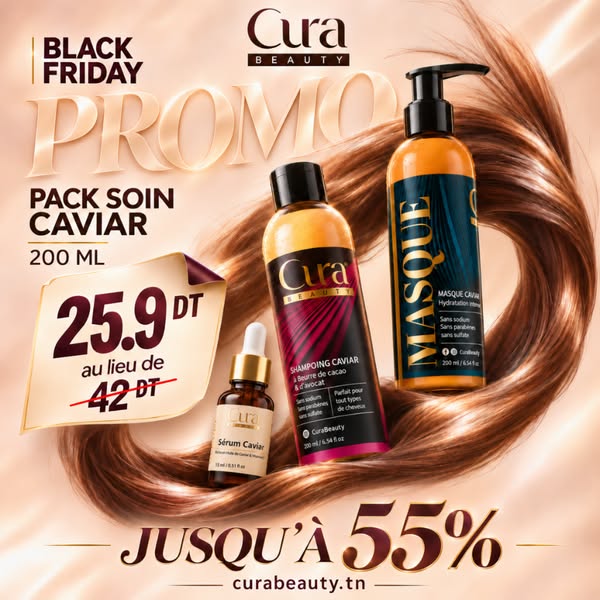 Cura
BEAUTY
BLACK
FRIDAY
PROMO
PACK SOIN
CAVIAR
200 ML
25.9 DT
au lieu de
42 DT
Cura
BEAUTY
SHAMPOING CAVIAR
à Beurre de cacao
& d'avocat
Sans sodium
Sans parabènes
sans sulfate
Parfait pour
tout types
de cheveux
CuraBeauty
200 ml / 6.54 fl oz
MASQUE
MASQUE CAVIAR
Hydratation
Sans sodium
Sans parabènes
sans sulfate
CuraBeauty
200 ml / 6.54 fl oz
Cura
Sérum Caviar
JUSQU'À 55%
curabeauty.tn